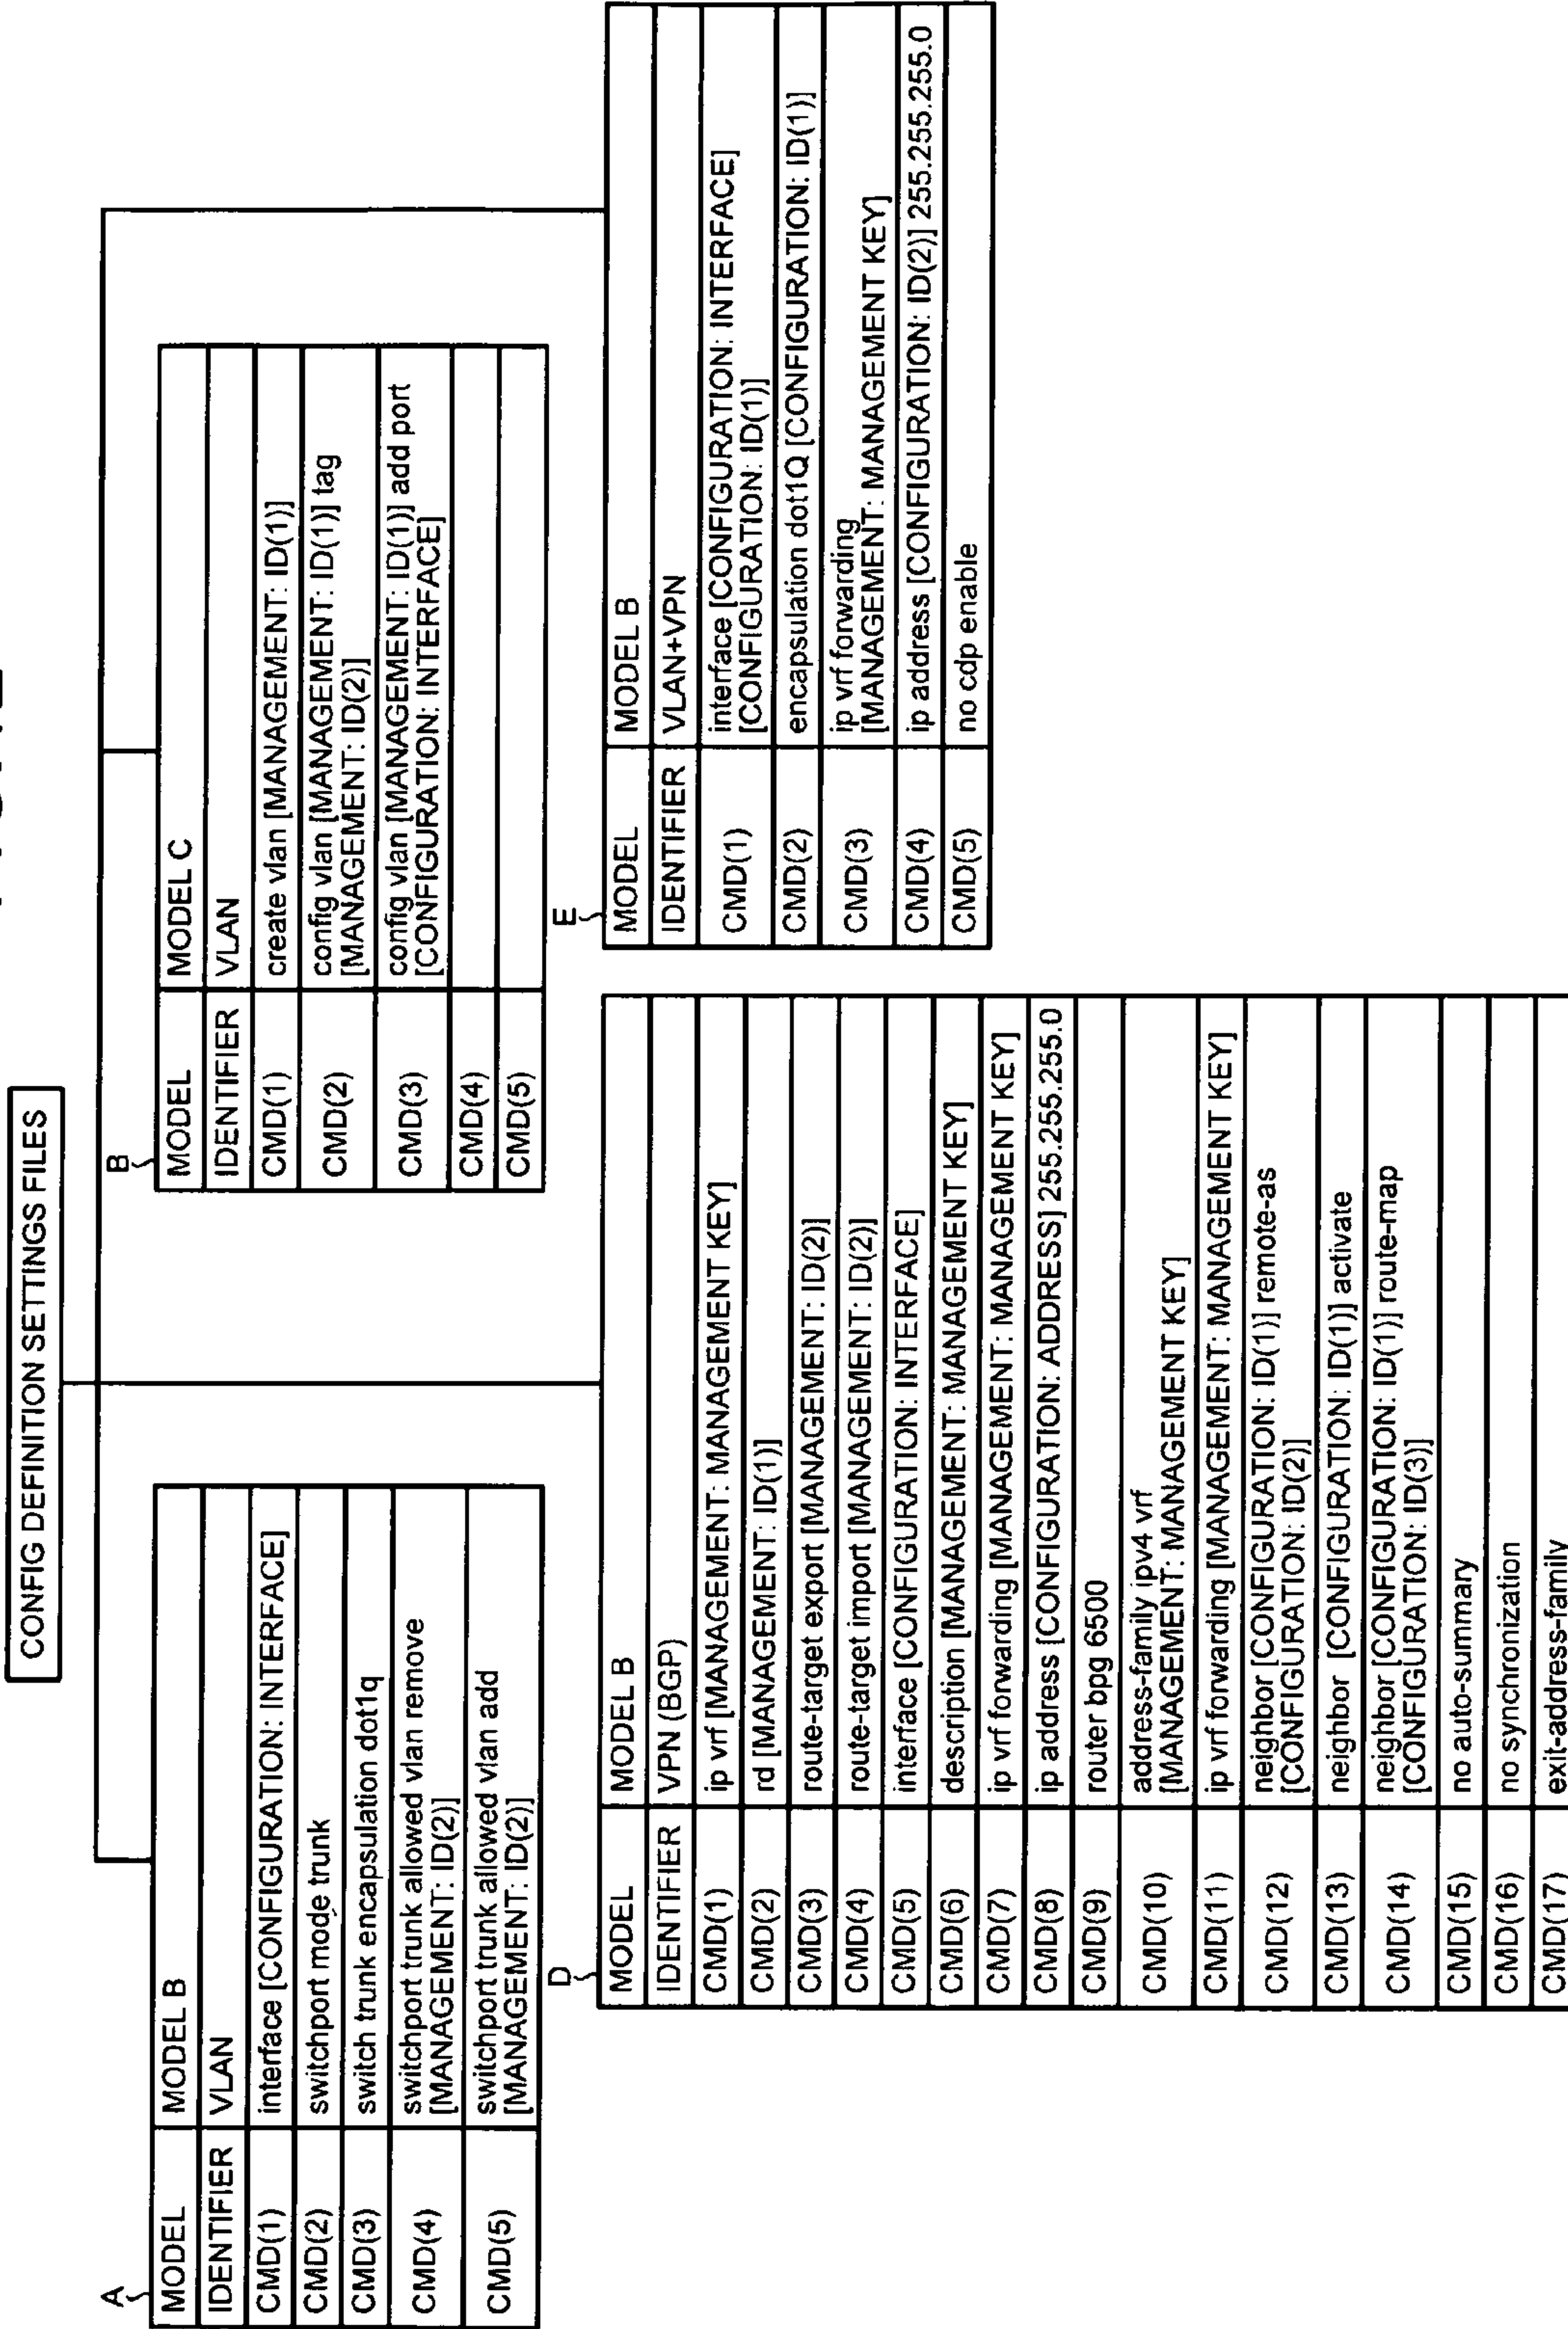 CONFIG DEFINITION SETTINGS FILES
A
MODEL MODEL B
IDENTIFIER VLAN
CMD(1) interface [CONFIGURATION: INTERFACE]
CMD(2) switchport mode trunk
CMD(3) switch trunk encapsulation dot1q
CMD(4) switchport trunk allowed vlan remove
[MANAGEMENT: ID(2)]
CMD(5) switchport trunk allowed vlan add
[MANAGEMENT: ID(2)]
B
MODEL MODEL C
IDENTIFIER VLAN
CMD(1) create vlan [MANAGEMENT: ID(1)]
CMD(2) config vlan [MANAGEMENT: ID(1)] tag
[MANAGEMENT: ID(2)]
CMD(3) config vlan [MANAGEMENT: ID(1)] add port
[CONFIGURATION: INTERFACE]
CMD(4)
CMD(5)
D
MODEL MODEL B
IDENTIFIER VPN (BGP)
CMD(1) ip vrf [MANAGEMENT: MANAGEMENT KEY]
CMD(2) rd [MANAGEMENT: ID(1)]
CMD(3) route-target export [MANAGEMENT: ID(2)]
CMD(4) route-target import [MANAGEMENT: ID(2)]
CMD(5) interface [CONFIGURATION: INTERFACE]
CMD(6) description [MANAGEMENT: MANAGEMENT KEY]
CMD(7) ip vrf forwarding [MANAGEMENT: MANAGEMENT KEY]
CMD(8) ip address [CONFIGURATION: ADDRESS] 255.255.255.0
CMD(9) router bpg 6500
CMD(10) address-family ipv4 vrf
[MANAGEMENT: MANAGEMENT KEY]
CMD(11) ip vrf forwarding [MANAGEMENT: MANAGEMENT KEY]
CMD(12) neighbor [CONFIGURATION: ID(1)] remote-as
[CONFIGURATION: ID(2)]
CMD(13) neighbor [CONFIGURATION: ID(1)] activate
CMD(14) neighbor [CONFIGURATION: ID(1)] route-map
[CONFIGURATION: ID(3)]
CMD(15) no auto-summary
CMD(16) no synchronization
CMD(17) exit-address-family
E
MODEL MODEL B
IDENTIFIER VLAN+VPN
CMD(1) interface [CONFIGURATION: INTERFACE]
[CONFIGURATION: ID(1)]
CMD(2) encapsulation dot1Q [CONFIGURATION: ID(1)]
CMD(3) ip vrf forwarding
[MANAGEMENT: MANAGEMENT KEY]
CMD(4) ip address [CONFIGURATION: ID(2)] 255.255.255.0
CMD(5) no cdp enable